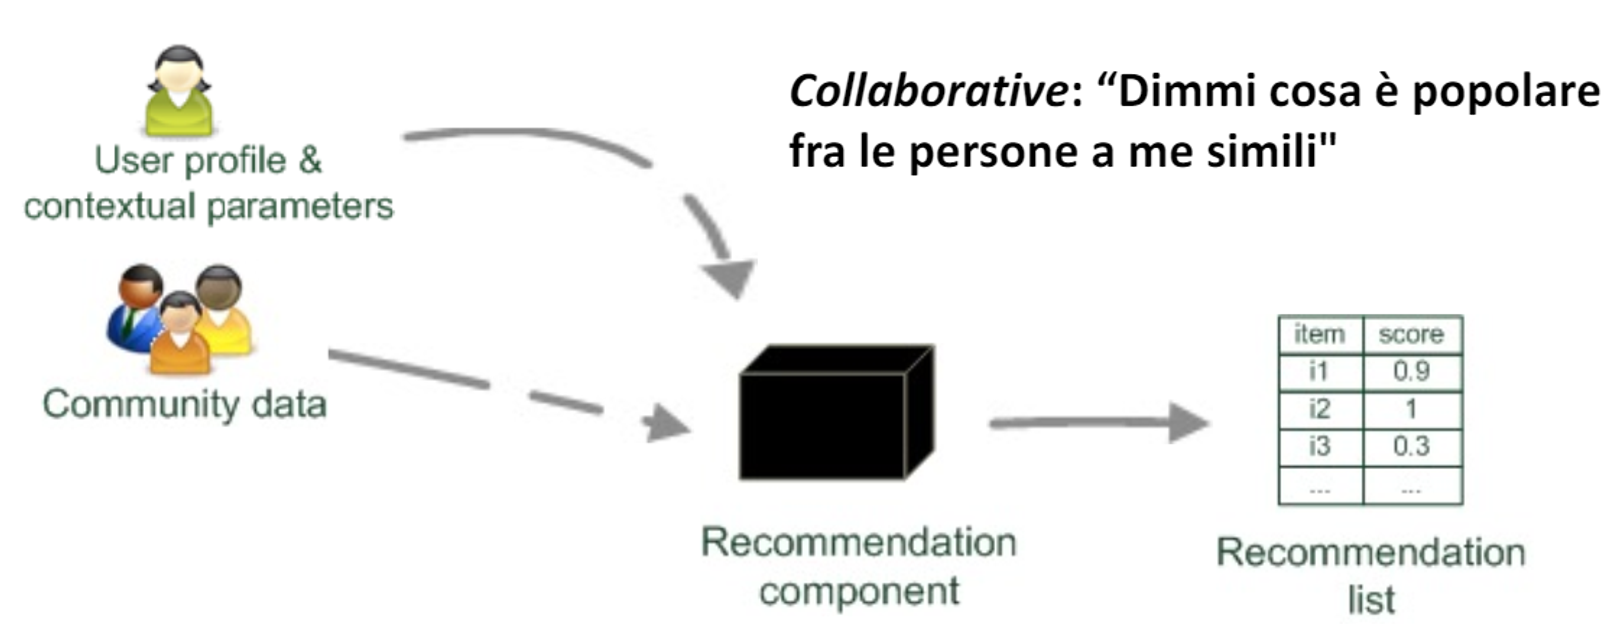 Collaborative: “Dimmi cosa è popolare
fra le persone a me simili"
User profile &
contextual parameters
Community data
Recommendation
component
item score
i1 0.9
i2 1
i3 0.3
... ...
Recommendation
list